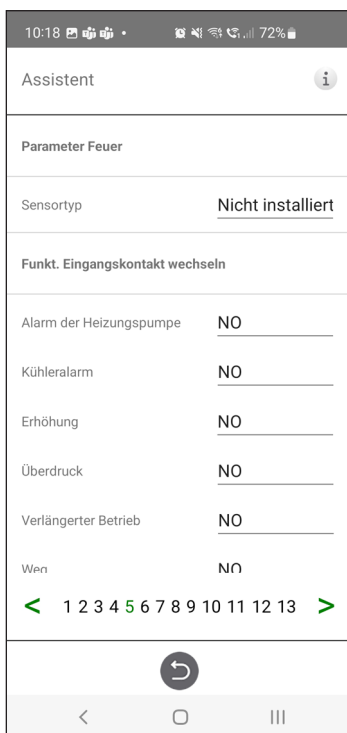 10:18 72%
Assistent i
Parameter Feuer
Sensortyp Nicht installiert
Funkt. Eingangskontakt wechseln
Alarm der Heizungspumpe NO
Kühleralarm NO
Erhöhung NO
Überdruck NO
Verlängerter Betrieb NO
Weg NO
< 1 2 3 4 5 6 7 8 9 10 11 12 13 >